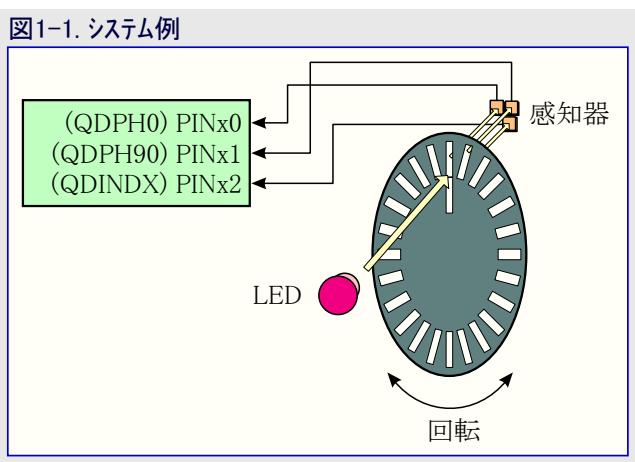 図1-1. システム例
(QDPH0) PINx0
(QDPH90) PINx1
(QDINDX) PINx2
感知器
LED
回転